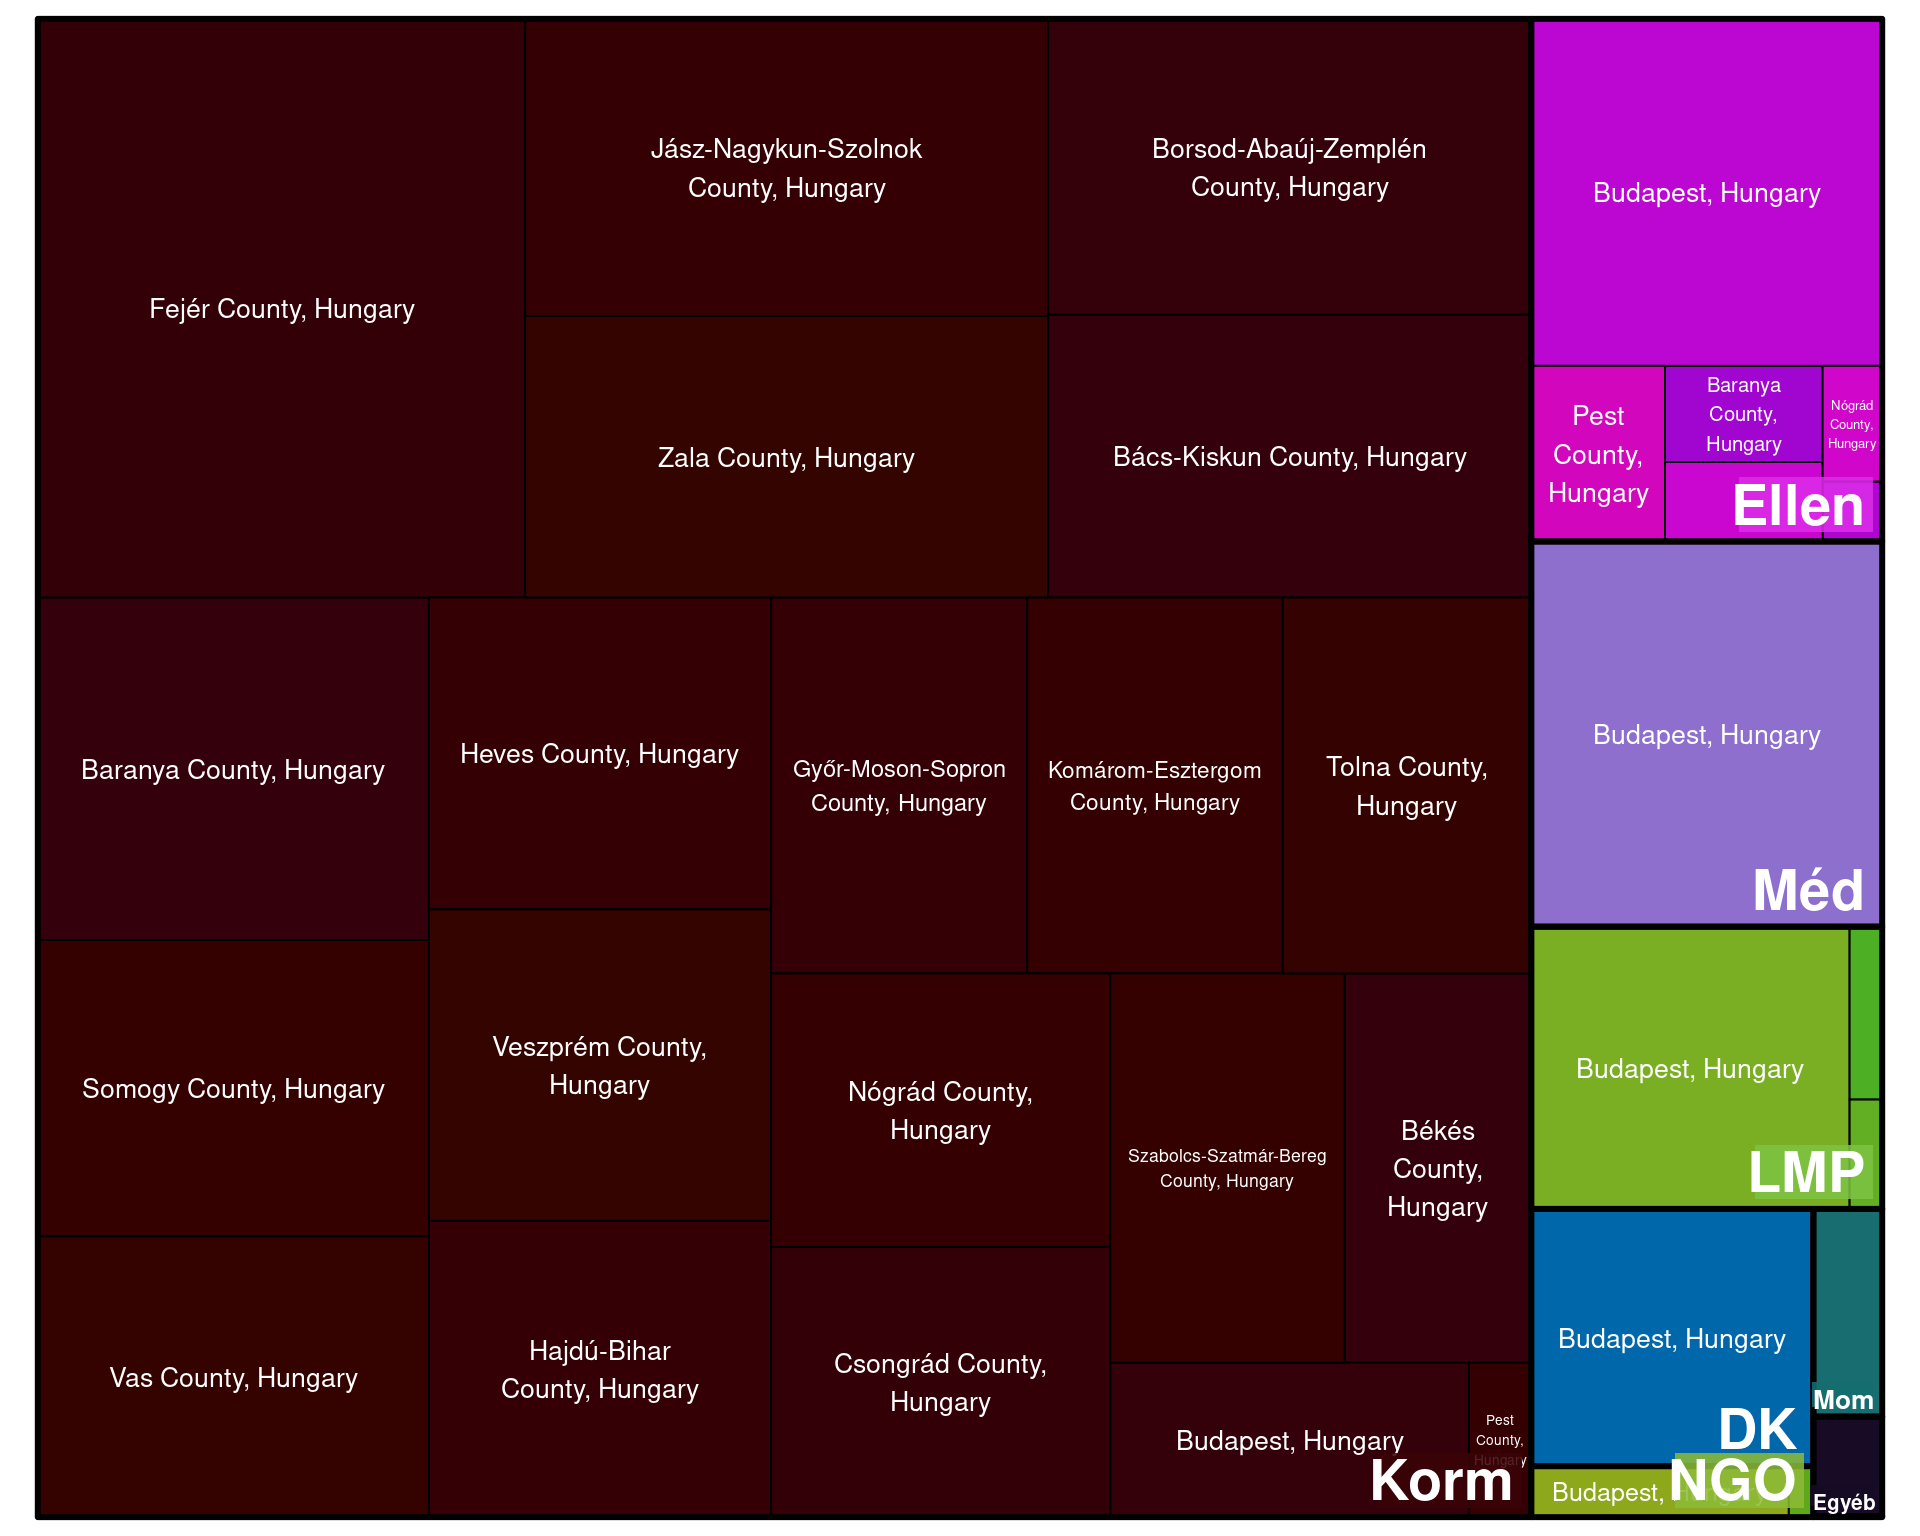 Fejér County, Hungary
Jász-Nagykun-Szolnok
County, Hungary
Borsod-Abaúj-Zemplén
County, Hungary
Zala County, Hungary
Bács-Kiskun County, Hungary
Baranya County, Hungary
Heves County, Hungary
Győr-Moson-Sopron
County, Hungary
Komárom-Esztergom
County, Hungary
Tolna County,
Hungary
Somogy County, Hungary
Veszprém County,
Hungary
Nógrád County,
Hungary
Szabolcs-Szatmár-Bereg
County, Hungary
Békés
County,
Hungary
Vas County, Hungary
Hajdú-Bihar
County, Hungary
Csongrád County,
Hungary
Budapest, Hungary
Pest
County,
Hungary
Korm
Budapest, Hungary
Pest
County,
Hungary
Baranya
County,
Hungary
Nógrád
County,
Hungary
Ellen
Budapest, Hungary
Méd
Budapest, Hungary
LMP
Budapest, Hungary
DK
Mom
Budapest,
NGO
Egyéb